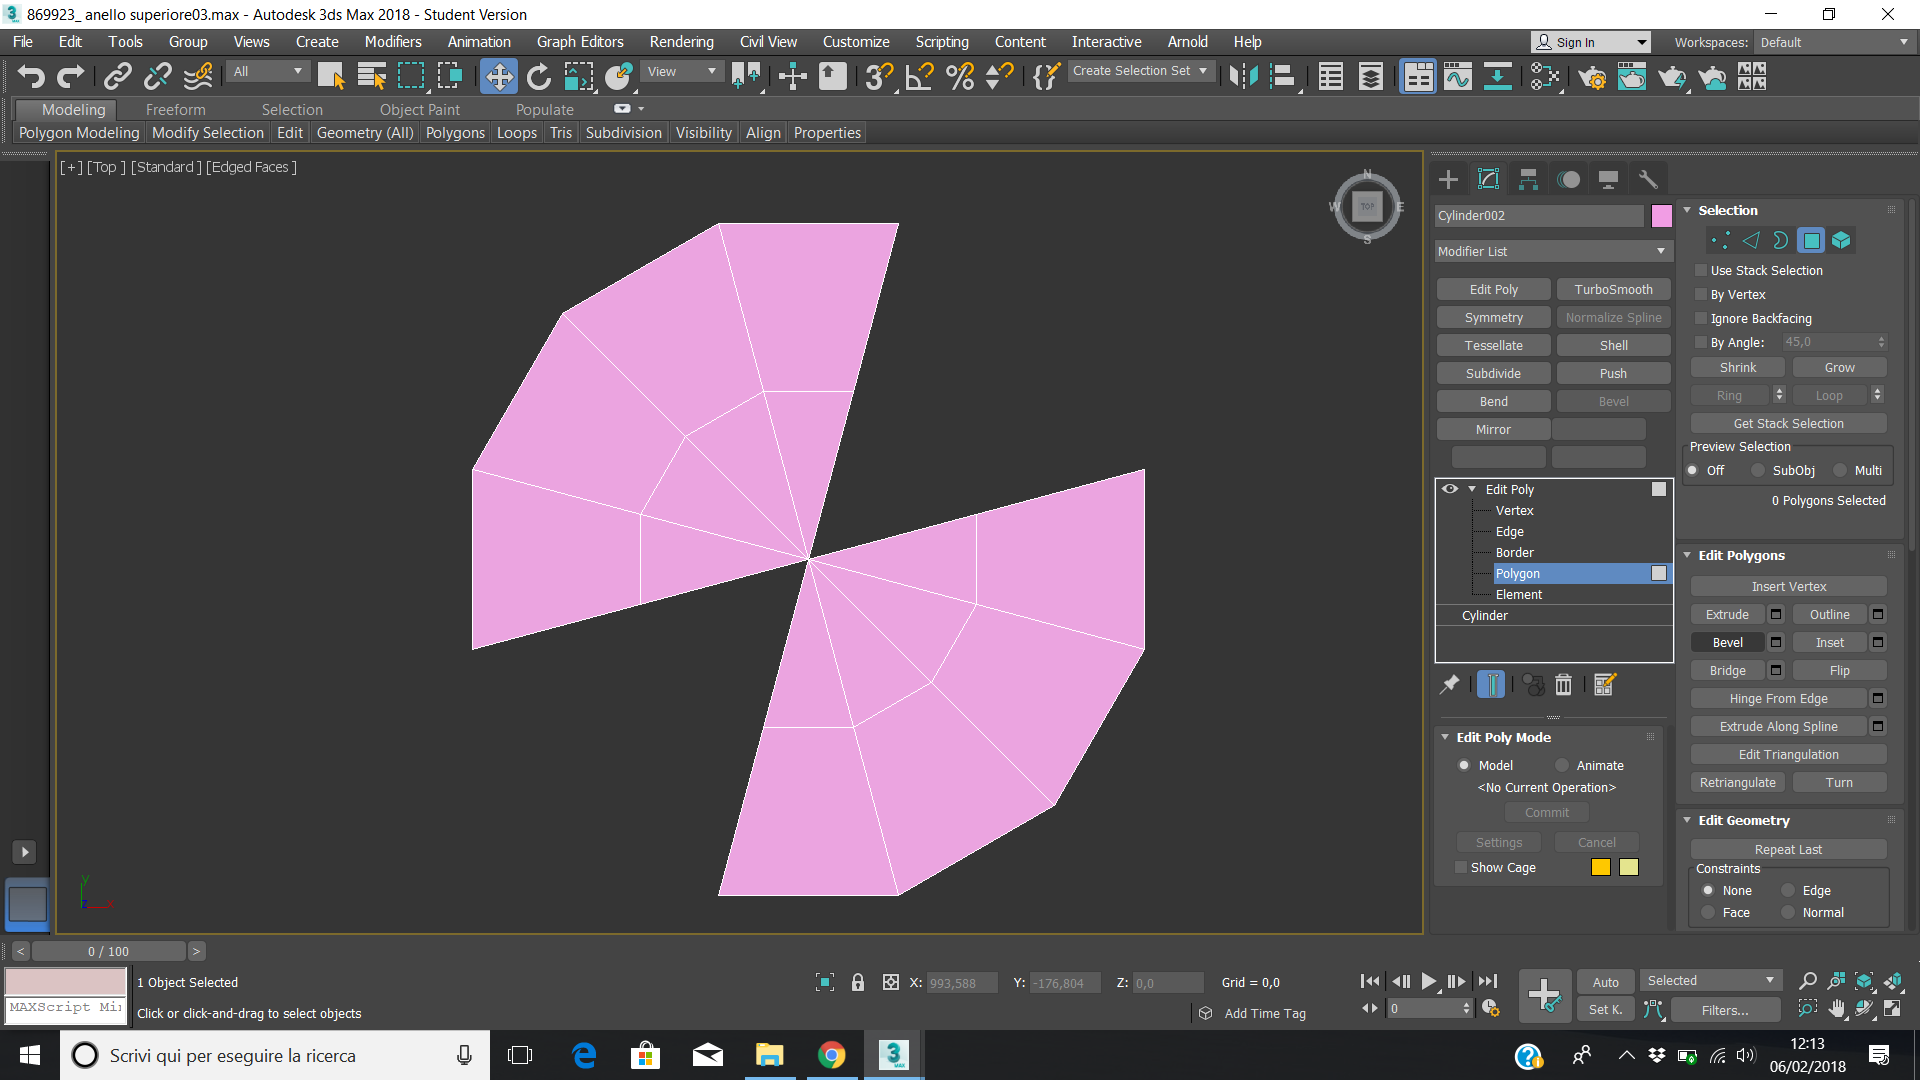 869923_ anello superiore03.max - Autodesk 3ds Max 2018 - Student Version
File Edit Tools Group Views Create Modifiers Animation Graph Editors Rendering Civil View Customize Scripting Content Interactive Arnold Help Sign In Workspaces: Default
All View Create Selection Set
Modeling Freeform Selection Object Paint Populate
Polygon Modeling Modify Selection Edit Geometry (All) Polygons Loops Tris Subdivision Visibility Align Properties
[+] [Top ] [Standard ] [Edged Faces ]
N
W TOP E
S
Cylinder002
Modifier List
Edit Poly TurboSmooth
Symmetry Normalize Spline
Tessellate Shell
Subdivide Push
Bend Bevel
Mirror
Edit Poly
Vertex
Edge
Border
Polygon
Element
Cylinder
Edit Poly Mode
Model Animate
<No Current Operation>
Commit
Settings Cancel
Show Cage
Selection
Use Stack Selection
By Vertex
Ignore Backfacing
By Angle: 45,0
Shrink Grow
Ring Loop
Get Stack Selection
Preview Selection
Off SubObj Multi
0 Polygons Selected
Edit Polygons
Insert Vertex
Extrude Outline
Bevel Inset
Bridge Flip
Hinge From Edge
Extrude Along Spline
Edit Triangulation
Retriangulate Turn
Edit Geometry
Repeat Last
Constraints
None Edge
Face Normal
y
z x
< 0 / 100 >
1 Object Selected X: 993,588 Y: -176,804 Z: 0,0 Grid = 0,0 Auto Selected
MAXScript Mi
Click or click-and-drag to select objects Add Time Tag 0 Set K. Filters...
Scrivi qui per eseguire la ricerca
3
MAX
12:13
06/02/2018